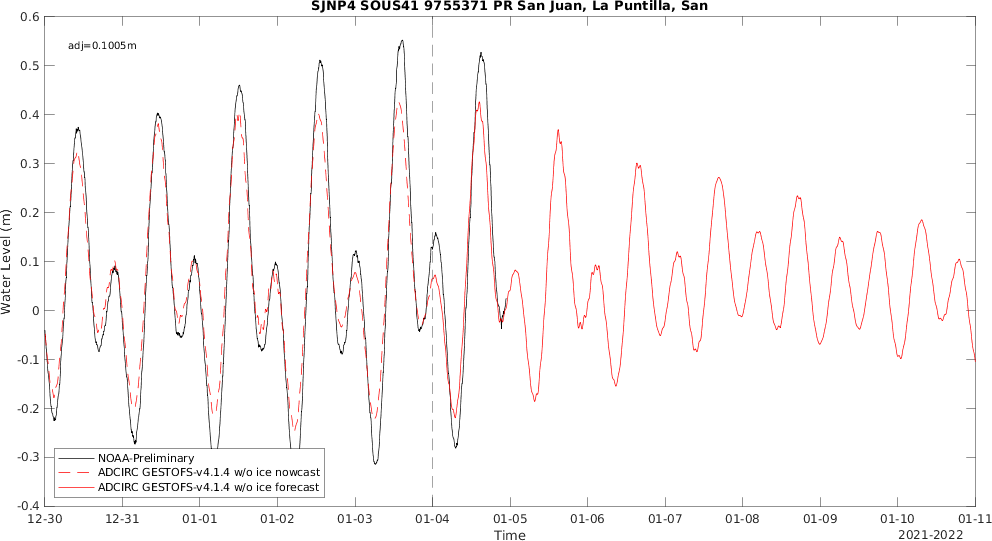 SJNP4 SOUS41 9755371 PR San Juan, La Puntilla, San
0.6
adj=0.1005m
0.5
0.4
0.3
0.2
0.1
0
-0.1
-0.2
-0.3
-0.4
Water Level (m)
NOAA-Preliminary
ADCIRC GESTOFS-v4.1.4 w/o ice nowcast
ADCIRC GESTOFS-v4.1.4 w/o ice forecast
12-30 12-31 01-01 01-02 01-03 01-04 01-05 01-06 01-07 01-08 01-09 01-10 01-11
Time
2021-2022